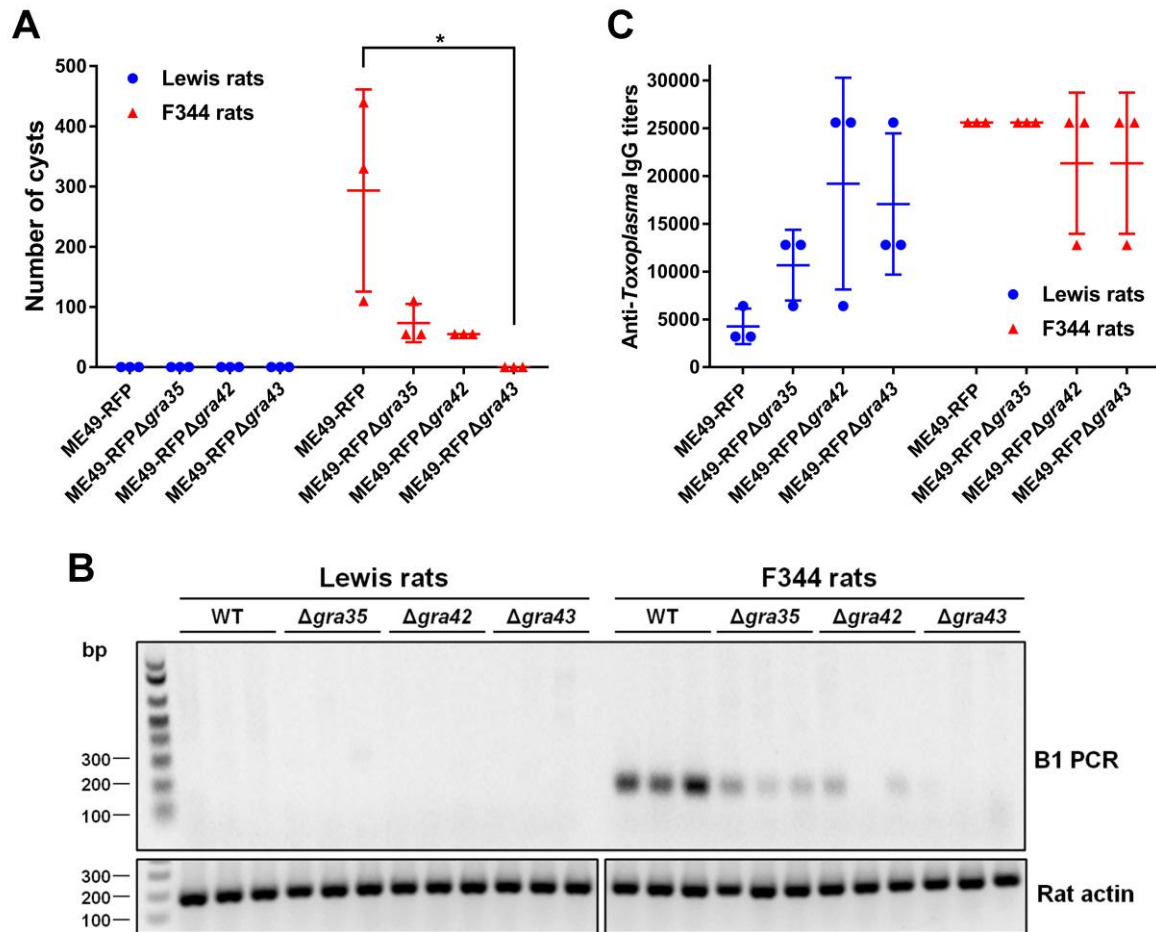 A
*
500
400
300
200
100
0
Number of cysts
Lewis rats
F344 rats
ME49-RFP
ME49-RFPΔgra35
ME49-RFPΔgra42
ME49-RFPΔgra43
ME49-RFP
ME49-RFPΔgra35
ME49-RFPΔgra42
ME49-RFPΔgra43
C
30000
25000
20000
15000
10000
5000
0
Anti-Toxoplasma IgG titers
Lewis rats
F344 rats
ME49-RFP
ME49-RFPΔgra35
ME49-RFPΔgra42
ME49-RFPΔgra43
ME49-RFP
ME49-RFPΔgra35
ME49-RFPΔgra42
ME49-RFPΔgra43
B
Lewis rats F344 rats
WT Δgra35 Δgra42 Δgra43 WT Δgra35 Δgra42 Δgra43
bp
300
200
100
B1 PCR
300
200
100
Rat actin